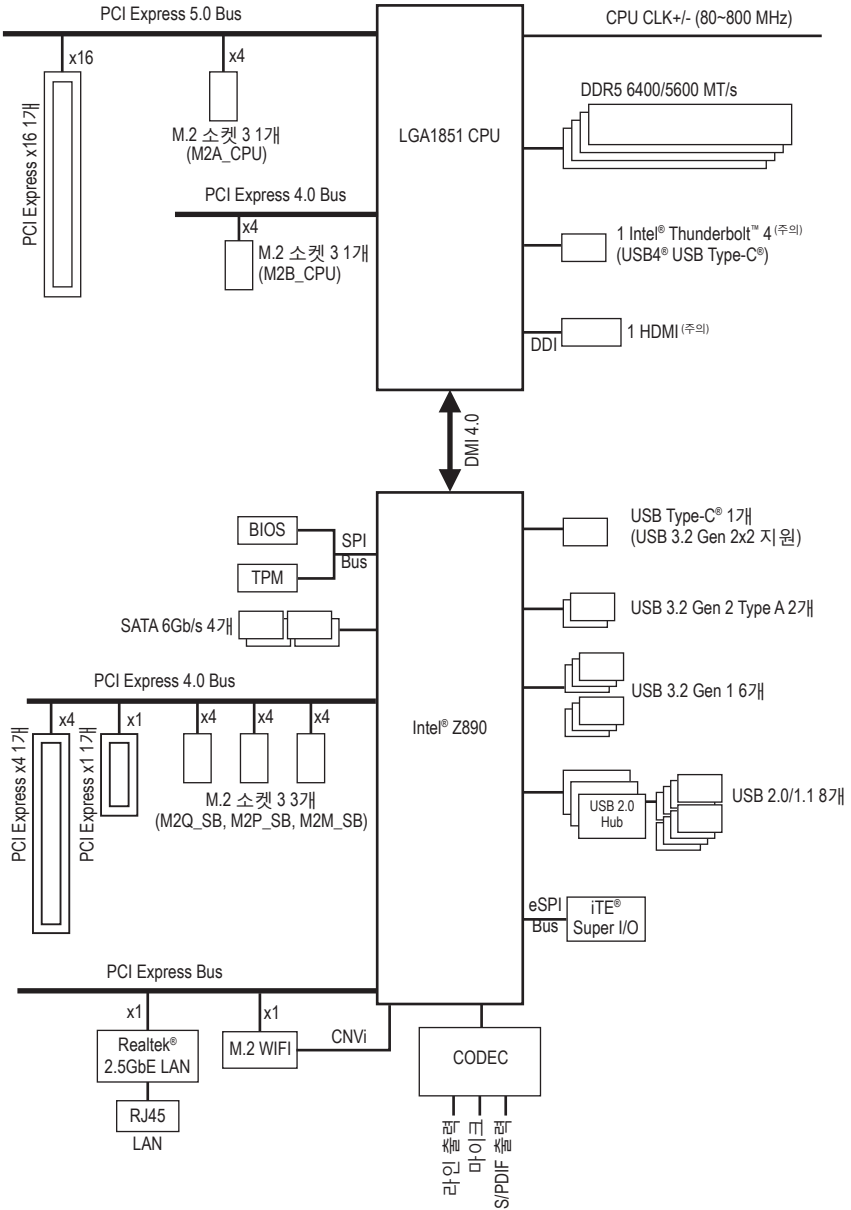 PCI Express 5.0 Bus
CPU CLK+/- (80~800 MHz)
x16
x4
PCI Express x16 1개
M.2 소켓 3 1개
(M2A_CPU)
LGA1851 CPU
DDR5 6400/5600 MT/s
PCI Express 4.0 Bus
x4
M.2 소켓 3 1개
(M2B_CPU)
1 Intel® Thunderbolt™ 4 (주의)
(USB4® USB Type-C®)
DDI
1 HDMI (주의)
DMI 4.0
BIOS
TPM
SPI
Bus
USB Type-C® 1개
(USB 3.2 Gen 2x2 지원)
SATA 6Gb/s 4개
USB 3.2 Gen 2 Type A 2개
PCI Express 4.0 Bus
USB 3.2 Gen 1 6개
x4
x1
x4
x4
x4
PCI Express x4 1개
PCI Express x1 1개
Intel® Z890
M.2 소켓 3 3개
(M2Q_SB, M2P_SB, M2M_SB)
USB 2.0
Hub
USB 2.0/1.1 8개
eSPI
Bus
iTE®
Super I/O
PCI Express Bus
x1
x1
Realtek®
2.5GbE LAN
M.2 WIFI
CNVi
CODEC
RJ45
LAN
라인 출력
마이크
S/PDIF 출력